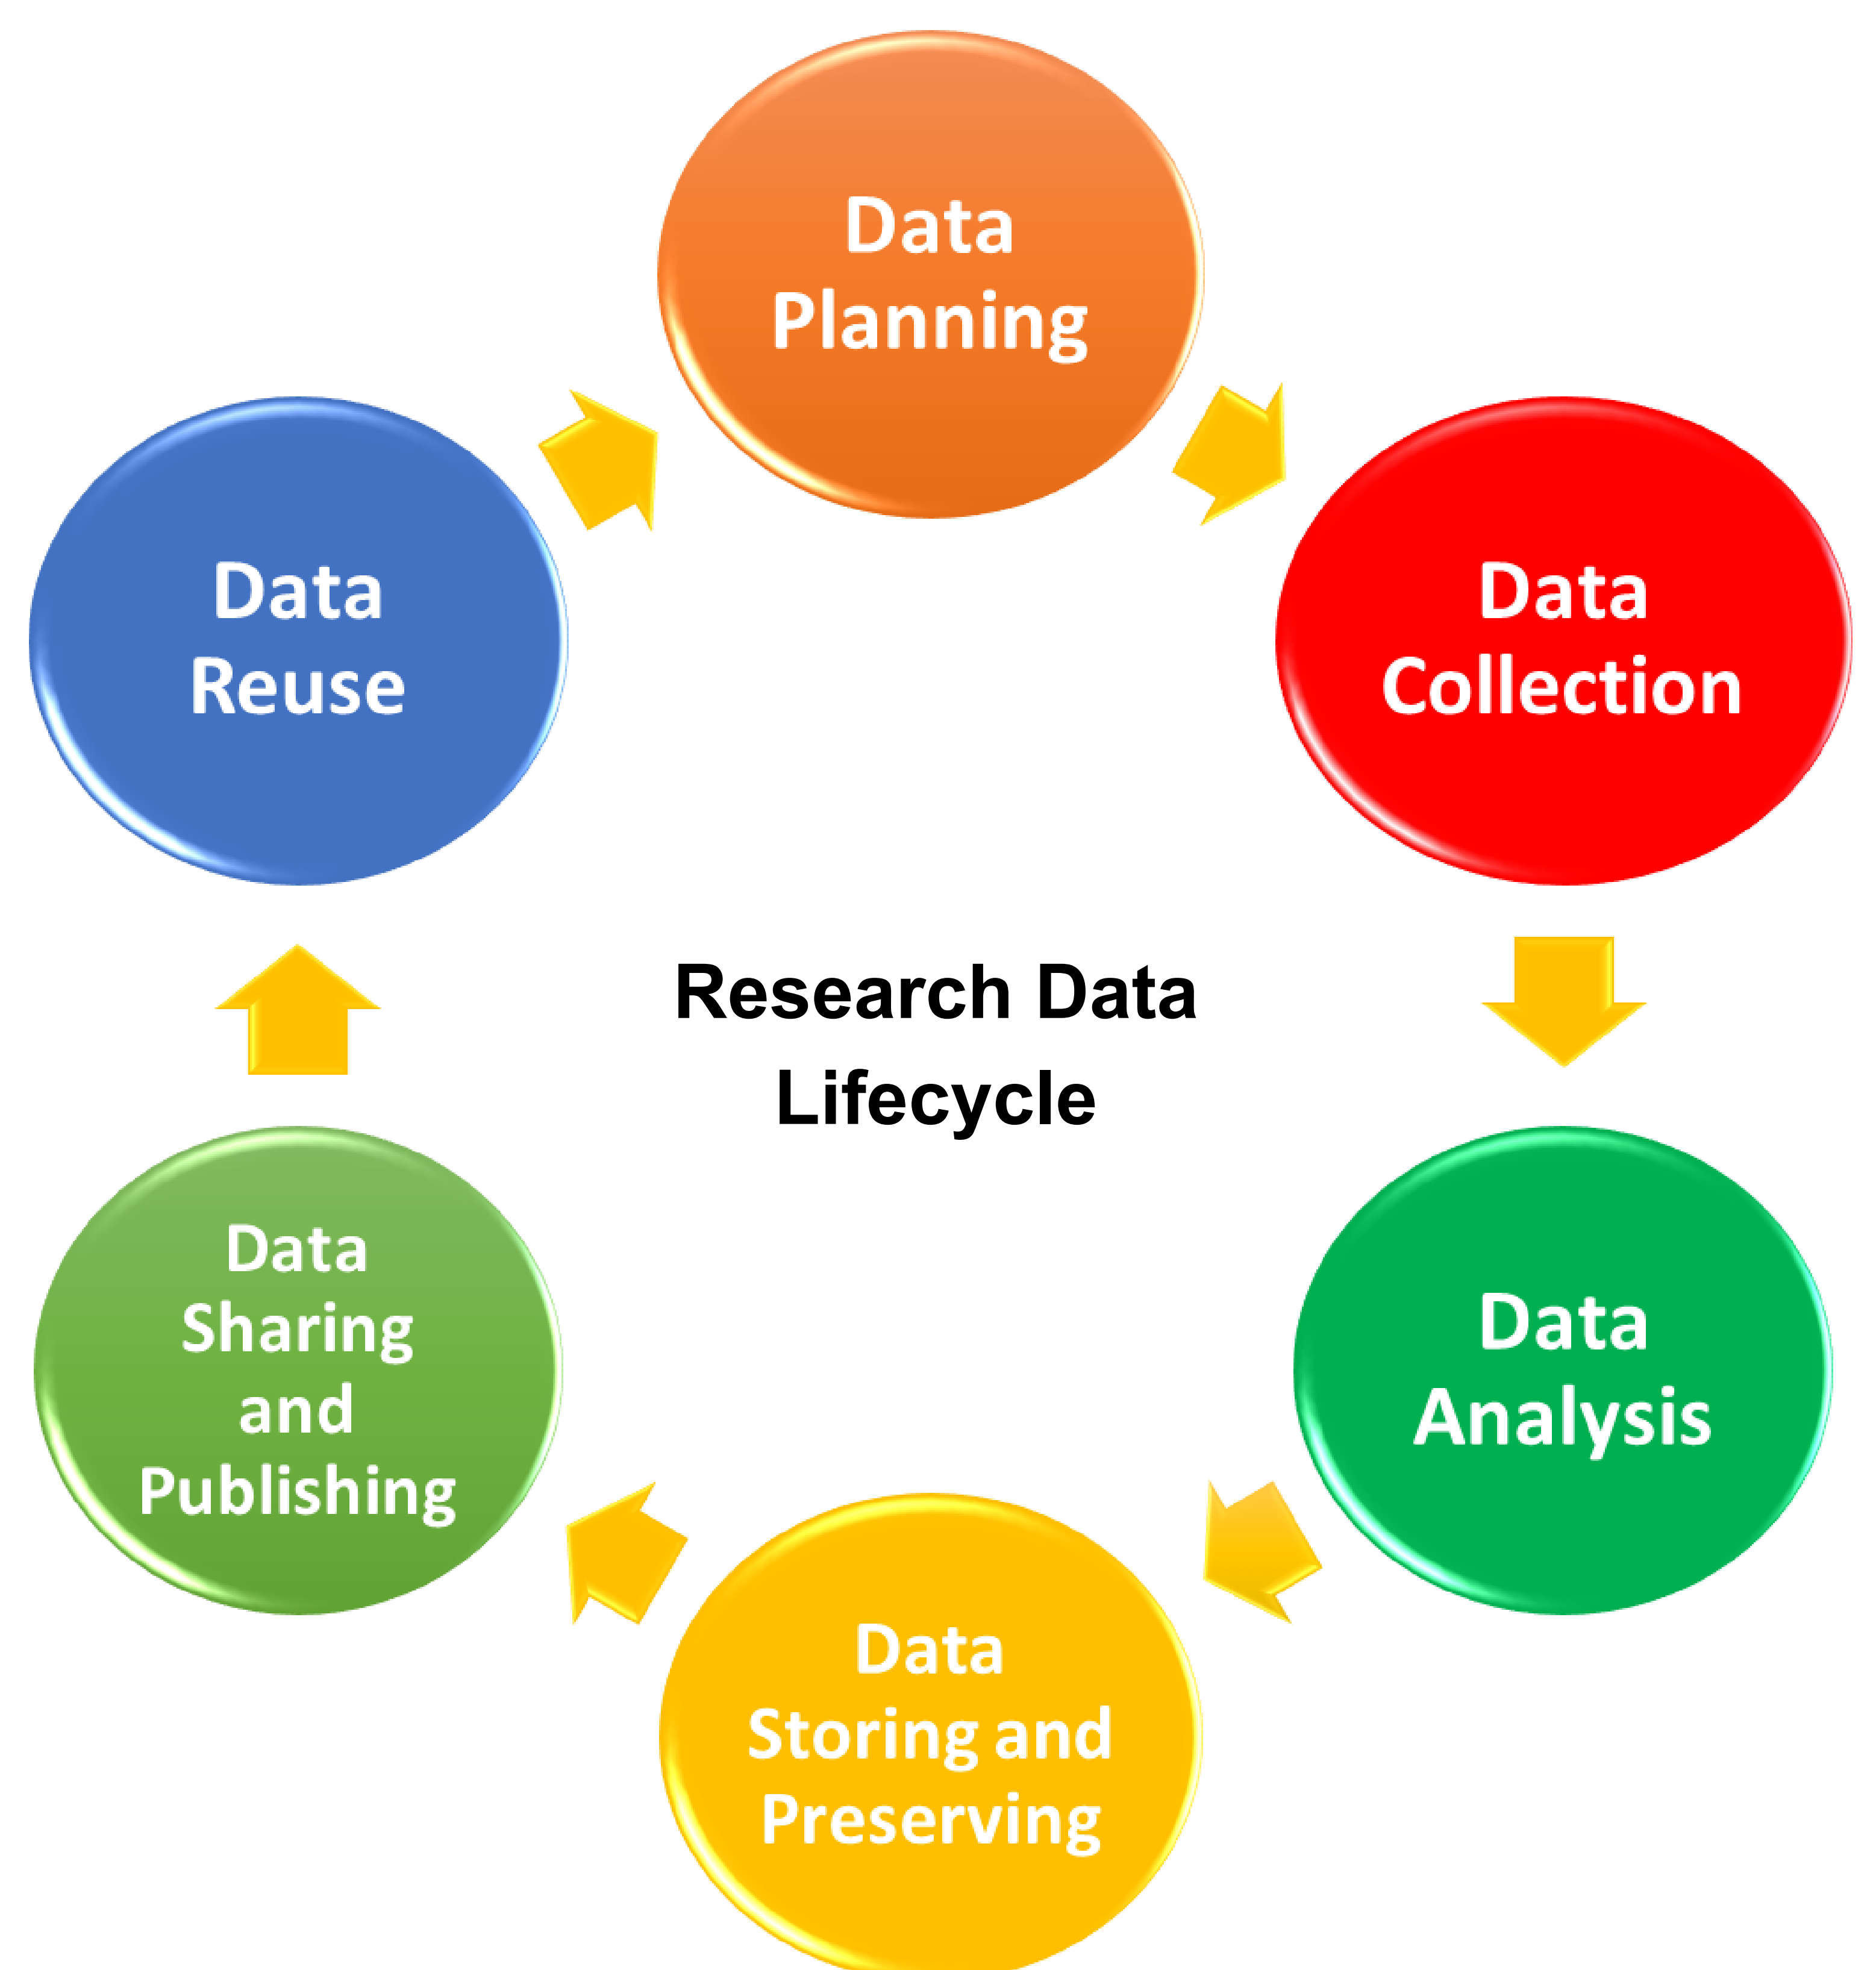 Data
Planning
Data
Collection
Data
Analysis
Data
Storing and
Preserving
Data
Sharing
and
Publishing
Data
Reuse
Research Data
Lifecycle